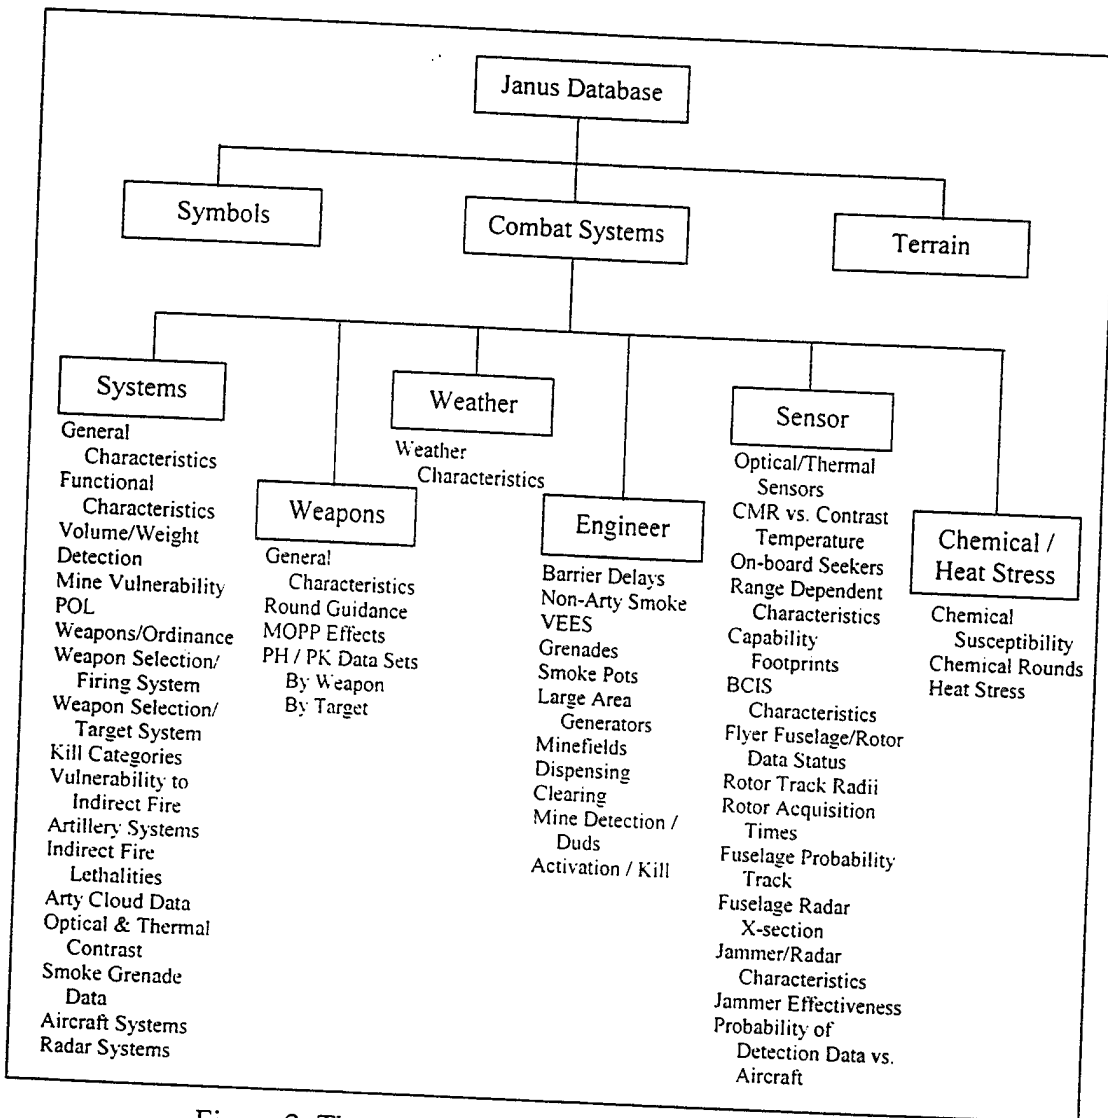 Janus Database
Symbols
Combat Systems
Terrain
Systems
General
Characteristics
Functional
Characteristics
Volume/Weight
Detection
Mine Vulnerability
POL
Weapons/Ordinance
Weapon Selection/
Firing System
Weapon Selection/
Target System
Kill Categories
Vulnerability to
Indirect Fire
Artillery Systems
Indirect Fire
Lethalities
Arty Cloud Data
Optical & Thermal
Contrast
Smoke Grenade
Data
Aircraft Systems
Radar Systems
Weapons
General
Characteristics
Round Guidance
MOPP Effects
PH / PK Data Sets
By Weapon
By Target
Weather
Weather
Characteristics
Engineer
Barrier Delays
Non-Arty Smoke
VEES
Grenades
Smoke Pots
Large Area
Generators
Minefields
Dispensing
Clearing
Mine Detection /
Duds
Activation / Kill
Sensor
Optical/Thermal
Sensors
CMR vs. Contrast
Temperature
On-board Seekers
Range Dependent
Characteristics
Capability
Footprints
BCIS
Characteristics
Flyer Fuselage/Rotor
Data Status
Rotor Track Radii
Rotor Acquisition
Times
Fuselage Probability
Track
Fuselage Radar
X-section
Jammer/Radar
Characteristics
Jammer Effectiveness
Probability of
Detection Data vs.
Aircraft
Chemical /
Heat Stress
Chemical
Susceptibility
Chemical Rounds
Heat Stress